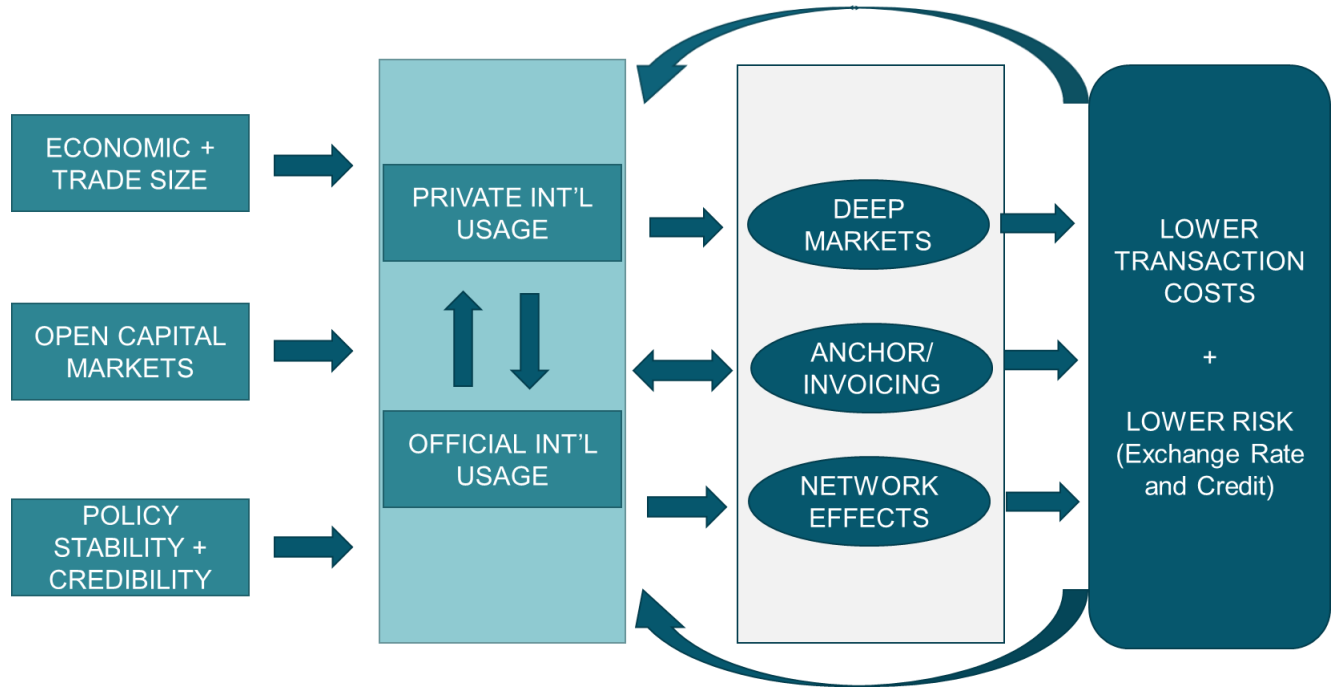 ECONOMIC +
TRADE SIZE
OPEN CAPITAL
MARKETS
POLICY
STABILITY +
CREDIBILITY
PRIVATE INT’L
USAGE
OFFICIAL INT’L
USAGE
DEEP
MARKETS
ANCHOR/
INVOICING
NETWORK
EFFECTS
LOWER
TRANSACTION
COSTS
+
LOWER RISK
(Exchange Rate
and Credit)